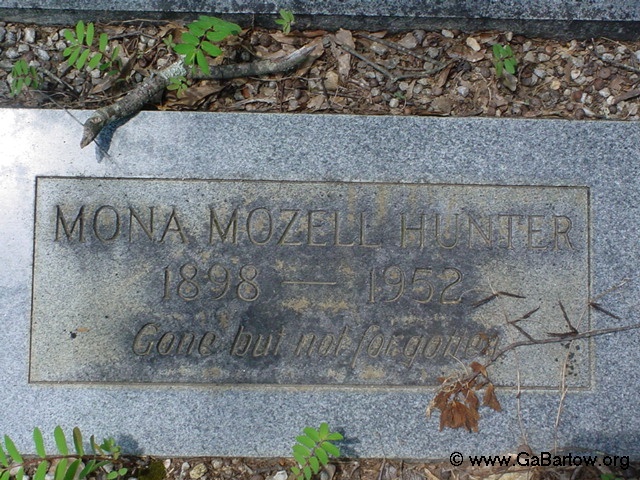 MONA MOZELL HUNTER
1898 — 1952
Gone but not forgotten
© www.GaBartow.org